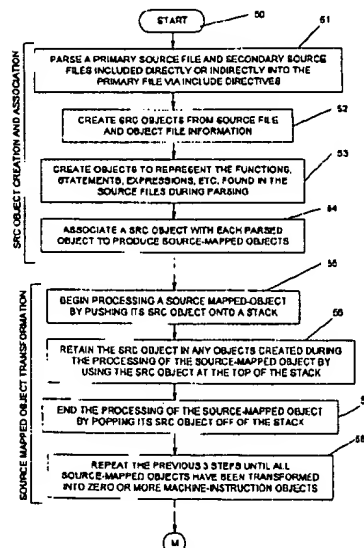 START
50
51
PARSE A PRIMARY SOURCE FILE AND SECONDARY SOURCE
FILES INCLUDED DIRECTLY OR INDIRECTLY INTO THE
PRIMARY FILE VIA INCLUDE DIRECTIVES
52
CREATE SRC OBJECTS FROM SOURCE FILE
AND OBJECT FILE INFORMATION
53
CREATE OBJECTS TO REPRESENT THE FUNCTIONS,
STATEMENTS, EXPRESSIONS, ETC. FOUND IN THE
SOURCE FILES DURING PARSING
54
ASSOCIATE A SRC OBJECT WITH EACH PARSED
OBJECT TO PRODUCE SOURCE-MAPPED OBJECTS
SRC OBJECT CREATION AND ASSOCIATION
55
BEGIN PROCESSING A SOURCE MAPPED-OBJECT
BY PUSHING ITS SRC OBJECT ONTO A STACK
56
RETAIN THE SRC OBJECT IN ANY OBJECTS CREATED DURING
THE PROCESSING OF THE SOURCE-MAPPED OBJECT BY
USING THE SRC OBJECT AT THE TOP OF THE STACK
END THE PROCESSING OF THE SOURCE-MAPPED OBJECT
BY POPPING ITS SRC OBJECT OFF OF THE STACK
58
REPEAT THE PREVIOUS 3 STEPS UNTIL ALL
SOURCE-MAPPED OBJECTS HAVE BEEN TRANSFORMED
INTO ZERO OR MORE MACHINE-INSTRUCTION OBJECTS
SOURCE MAPPED OBJECT TRANSFORMATION
M